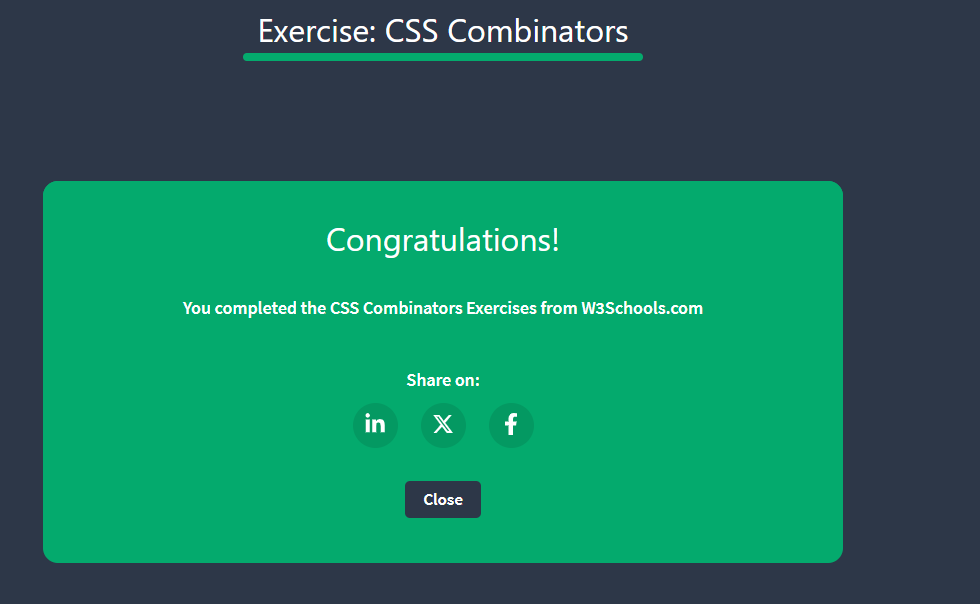 Exercise: CSS Combinators
Congratulations!
You completed the CSS Combinators Exercises from W3Schools.com
Share on:
in X f
Close